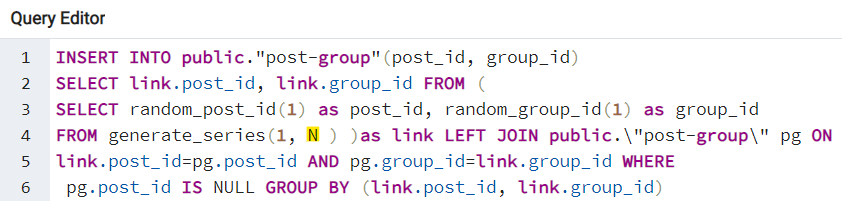 Query Editor
1 INSERT INTO public."post-group"(post_id, group_id)
2 SELECT link.post_id, link.group_id FROM (
3 SELECT random_post_id(1) as post_id, random_group_id(1) as group_id
4 FROM generate_series(1, N ) )as link LEFT JOIN public.\"post-group\" pg ON
5 link.post_id=pg.post_id AND pg.group_id=link.group_id WHERE
6 pg.post_id IS NULL GROUP BY (link.post_id, link.group_id)